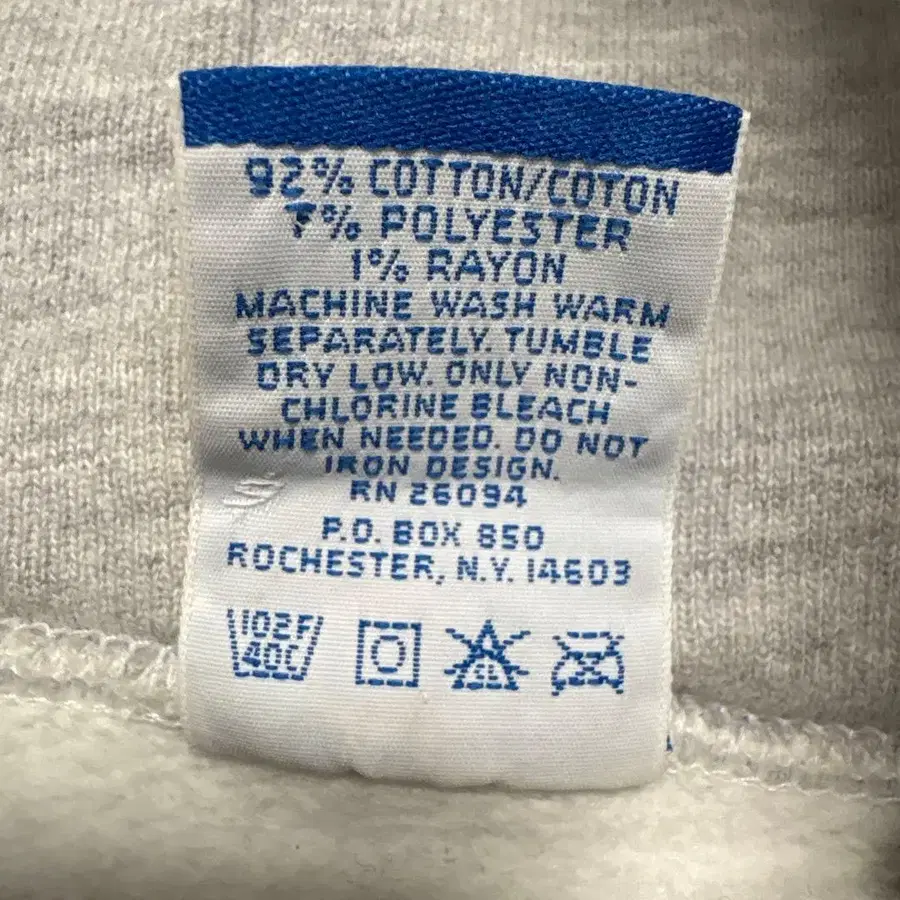 92% COTTON/COTON
7% POLYESTER
1% RAYON
MACHINE WASH WARM
SEPARATELY. TUMBLE
DRY LOW. ONLY NON-
CHLORINE BLEACH
WHEN NEEDED. DO NOT
IRON DESIGN.
RN 26094
P.O. BOX 850
ROCHESTER, N.Y. 14603
102F
40C
CL